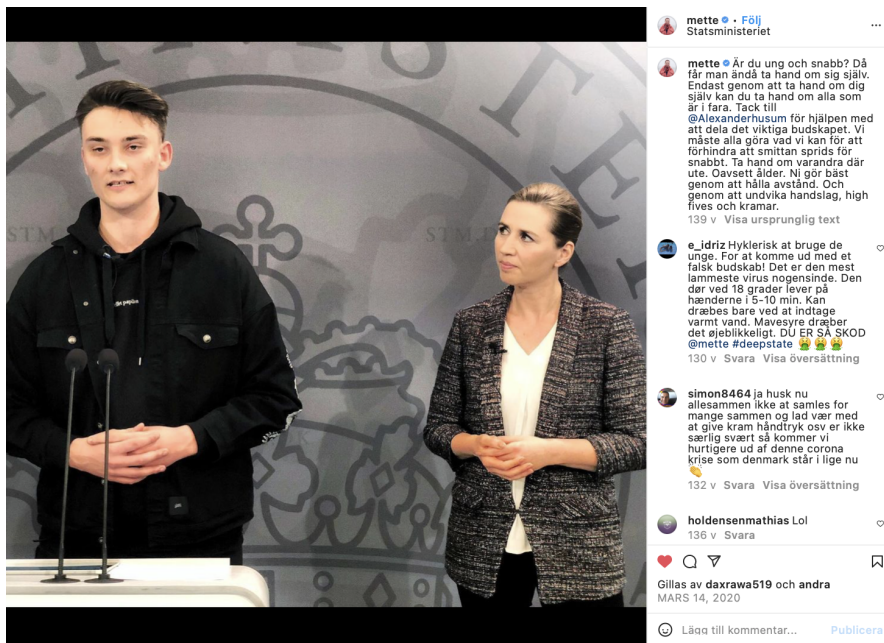 STM.
STM.D
mette • Följ
Statsministeriet
mette Är du ung och snabb? Då
får man ändå ta hand om sig själv.
Endast genom att ta hand om dig
själv kan du ta hand om alla som
är i fara. Tack till
@Alexanderhusum för hjälpen med
att dela det viktiga budskapet. Vi
måste alla göra vad vi kan för att
förhindra att smittan sprids för
snabbt. Ta hand om varandra där
ute. Oavsett ålder. Ni gör bäst
genom att hålla avstånd. Och
genom att undvika handslag, high
fives och kramar.
139 v Visa ursprunglig text
e_idriz Hyklerisk at bruge de
unge. For at komme ud med et
falsk budskab! Det er den mest
lammeste virus nogensinde. Den
dør ved 18 grader lever på
hænderne i 5-10 min. Kan
dræbes bare ved at indtage
varmt vand. Mavesyre dræber
det øjeblikkeligt. DU ER SÅ SKOD
@mette #deepstate 🤮🤮🤮
130 v Svara Visa översättning
simon8464 ja husk nu
allesammen ikke at samles for
mange sammen og lad vær med
at give kram håndtryk osv er ikke
særlig svært så kommer vi
hurtigere ud af denne corona
krise som denmark står i lige nu
👏
132 v Svara Visa översättning
holdensenmathias Lol
136 v Svara
Gillas av daxrawa519 och andra
MARS 14, 2020
Lägg till kommentar...
Publicera